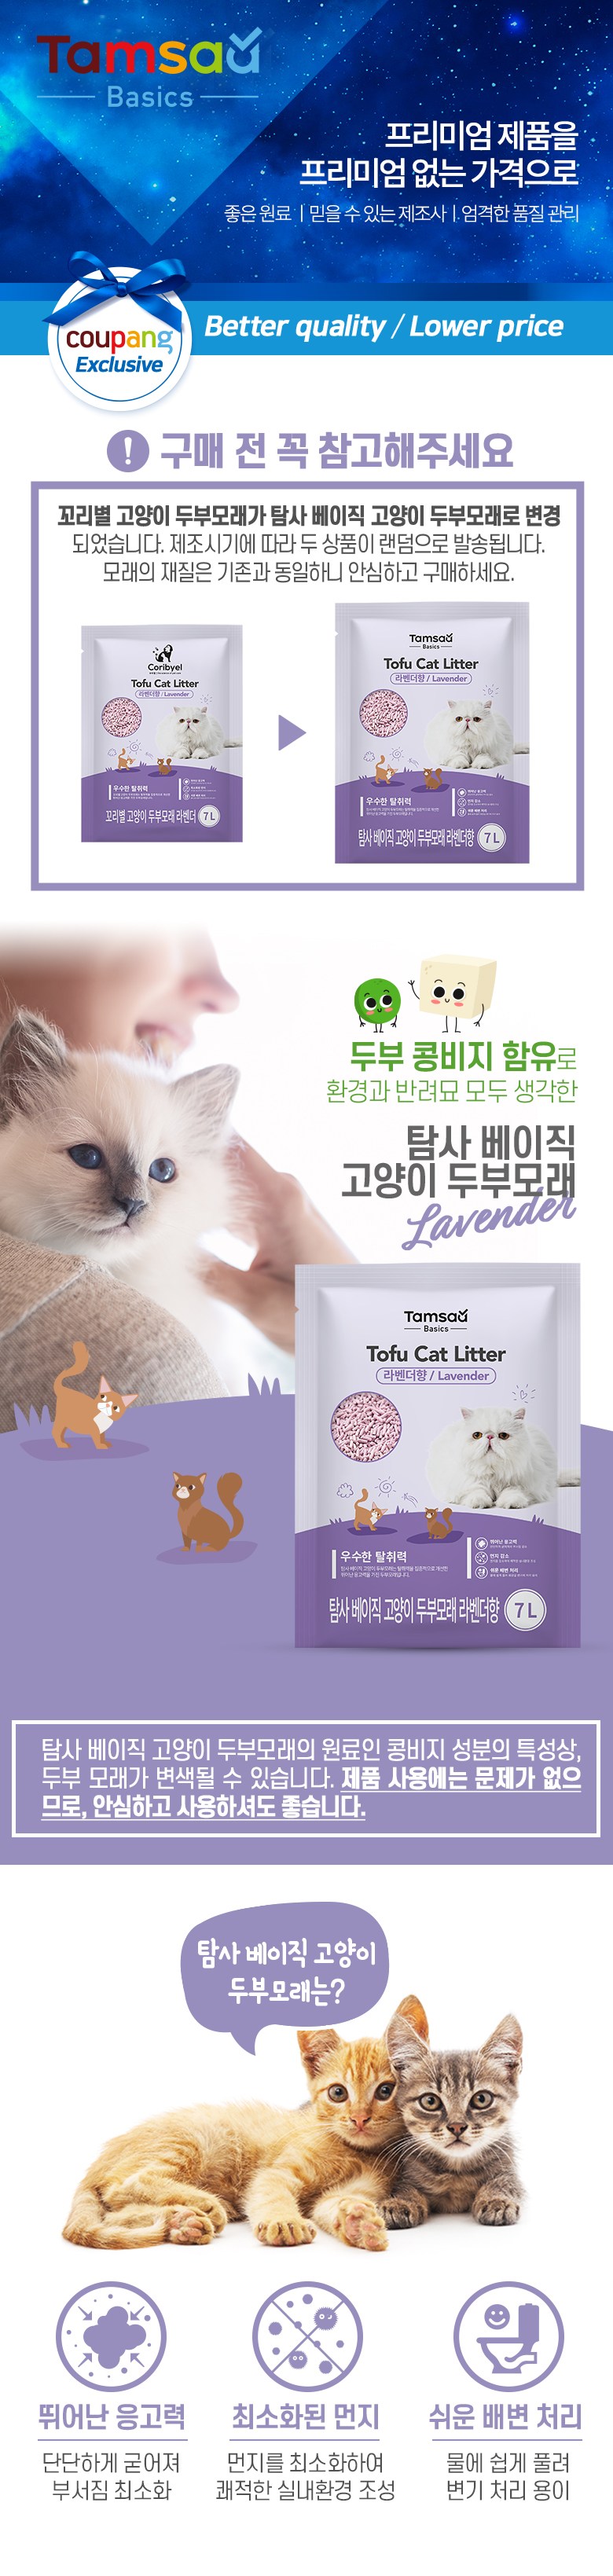 Tamsaa
Basics
프리미엄 제품을
프리미엄 없는 가격으로
좋은 원료 | 믿을 수 있는 제조사 | 엄격한 품질 관리
coupang
Exclusive
Better quality / Lower price
! 구매 전 꼭 참고해주세요
꼬리별 고양이 두부모래가 탐사 베이직 고양이 두부모래로 변경
되었습니다. 제조시기에 따라 두 상품이 랜덤으로 발송됩니다.
모래의 재질은 기존과 동일하니 안심하고 구매하세요.
Coribyel
Tofu Cat Litter
라벤더향 / Lavender
우수한 탈취력
꼬리별 고양이 두부모래 라벤더 7L
Tamsaa
Basics
Tofu Cat Litter
라벤더향 / Lavender
우수한 탈취력
탐사 베이직 고양이 두부모래 라벤더향 7L
두부 콩비지 함유로
환경과 반려묘 모두 생각한
탐사 베이직
고양이 두부모래
Lavender
Tamsaa
Basics
Tofu Cat Litter
라벤더향 / Lavender
우수한 탈취력
뛰어난 응고력
먼지 감소
쉬운 배변 처리
탐사 베이직 고양이 두부모래 라벤더향 7L
탐사 베이직 고양이 두부모래의 원료인 콩비지 성분의 특성상,
두부 모래가 변색될 수 있습니다. 제품 사용에는 문제가 없으
므로, 안심하고 사용하셔도 좋습니다.
탐사 베이직 고양이
두부모래는?
뛰어난 응고력
단단하게 굳어져
부서짐 최소화
최소화된 먼지
먼지를 최소화하여
쾌적한 실내환경 조성
쉬운 배변 처리
물에 쉽게 풀려
변기 처리 용이